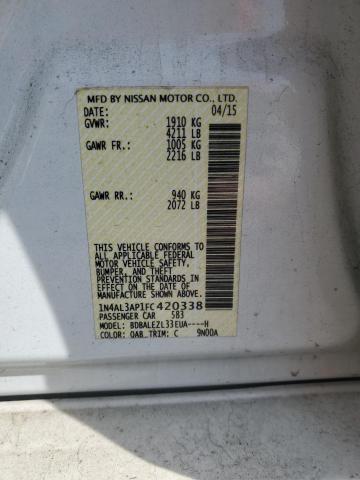 MFD BY NISSAN MOTOR CO., LTD.
DATE: 04/15
GVWR: 1910 KG
4211 LB
GAWR FR: 1005 KG
2216 LB
GAWR RR: 940 KG
2072 LB
THIS VEHICLE CONFORMS TO
ALL APPLICABLE FEDERAL
MOTOR VEHICLE SAFETY,
BUMPER, AND THEFT
PREVENTION STANDARDS
IN EFFECT ON THE DATE OF
MANUFACTURE SHOWN ABOVE.
1N4AL3AP1FC420338
PASSENGER CAR 5B3
MODEL: BDBALEZL33EUA----H
COLOR: QAB TRIM: C 9N00A